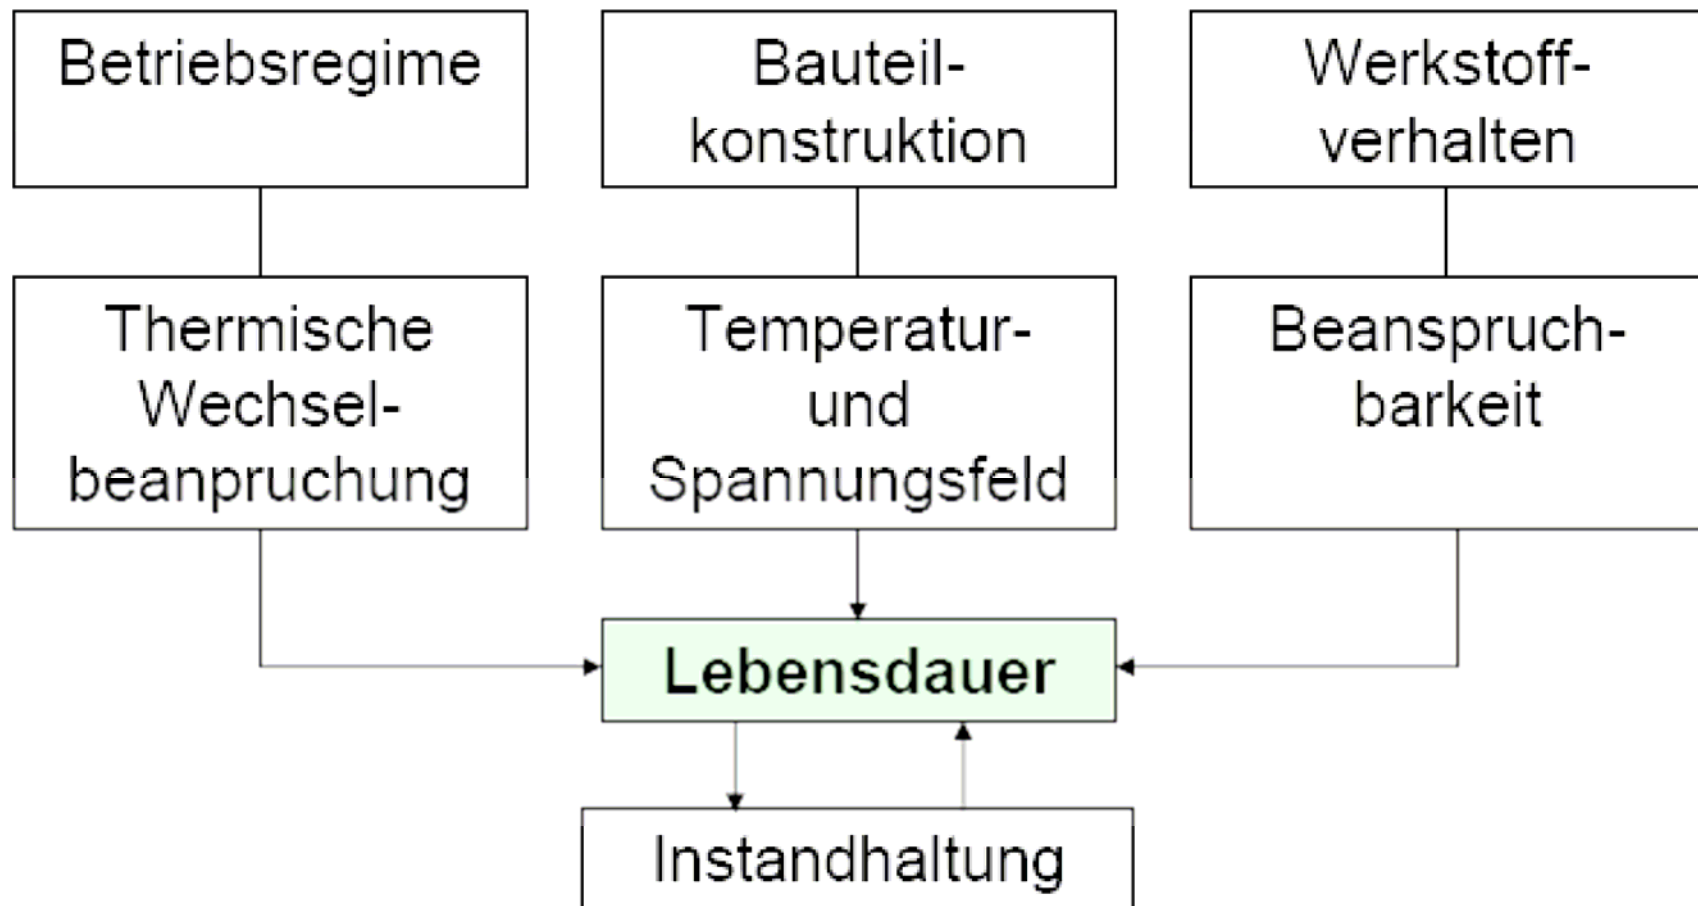 Betriebsregime
Bauteil-
konstruktion
Werkstoff-
verhalten
Thermische
Wechsel-
beanpruchung
Temperatur-
und
Spannungsfeld
Beanspruch-
barkeit
Lebensdauer
Instandhaltung